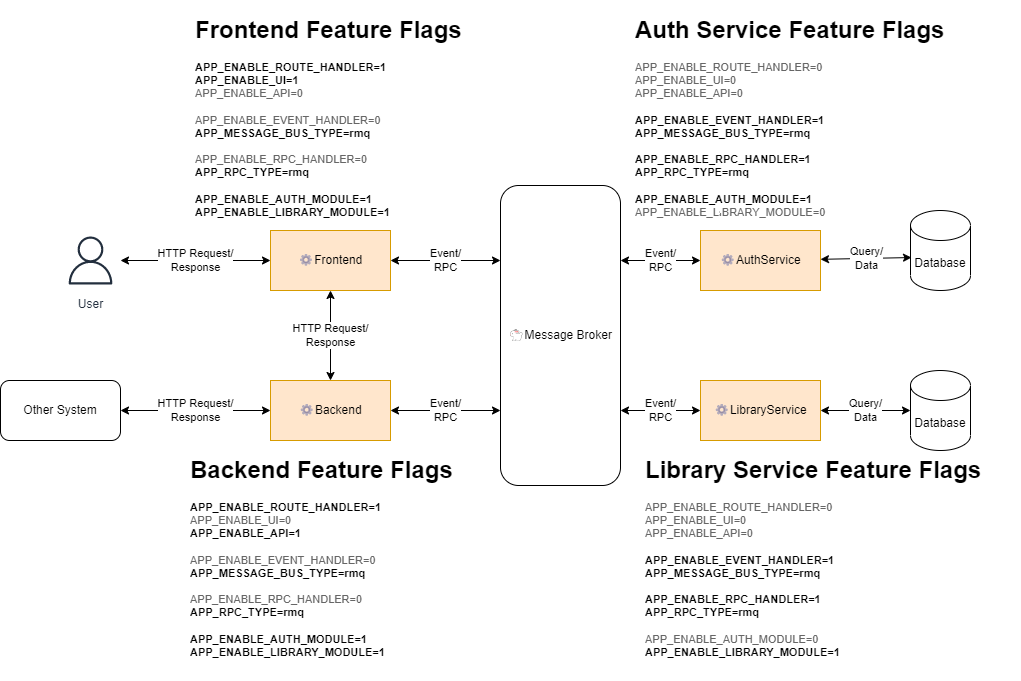 Frontend Feature Flags
APP_ENABLE_ROUTE_HANDLER=1
APP_ENABLE_UI=1
APP_ENABLE_API=0
APP_ENABLE_EVENT_HANDLER=0
APP_MESSAGE_BUS_TYPE=rmq
APP_ENABLE_RPC_HANDLER=0
APP_RPC_TYPE=rmq
APP_ENABLE_AUTH_MODULE=1
APP_ENABLE_LIBRARY_MODULE=1
Auth Service Feature Flags
APP_ENABLE_ROUTE_HANDLER=0
APP_ENABLE_UI=0
APP_ENABLE_API=0
APP_ENABLE_EVENT_HANDLER=1
APP_MESSAGE_BUS_TYPE=rmq
APP_ENABLE_RPC_HANDLER=1
APP_RPC_TYPE=rmq
APP_ENABLE_AUTH_MODULE=1
APP_ENABLE_LIBRARY_MODULE=0
User
HTTP Request/
Response
Frontend
Event/
RPC
Message Broker
Event/
RPC
AuthService
Query/
Data
Database
HTTP Request/
Response
Other System
HTTP Request/
Response
Backend
Event/
RPC
Event/
RPC
LibraryService
Query/
Data
Database
Backend Feature Flags
APP_ENABLE_ROUTE_HANDLER=1
APP_ENABLE_UI=0
APP_ENABLE_API=1
APP_ENABLE_EVENT_HANDLER=0
APP_MESSAGE_BUS_TYPE=rmq
APP_ENABLE_RPC_HANDLER=0
APP_RPC_TYPE=rmq
APP_ENABLE_AUTH_MODULE=1
APP_ENABLE_LIBRARY_MODULE=1
Library Service Feature Flags
APP_ENABLE_ROUTE_HANDLER=0
APP_ENABLE_UI=0
APP_ENABLE_API=0
APP_ENABLE_EVENT_HANDLER=1
APP_MESSAGE_BUS_TYPE=rmq
APP_ENABLE_RPC_HANDLER=1
APP_RPC_TYPE=rmq
APP_ENABLE_AUTH_MODULE=0
APP_ENABLE_LIBRARY_MODULE=1